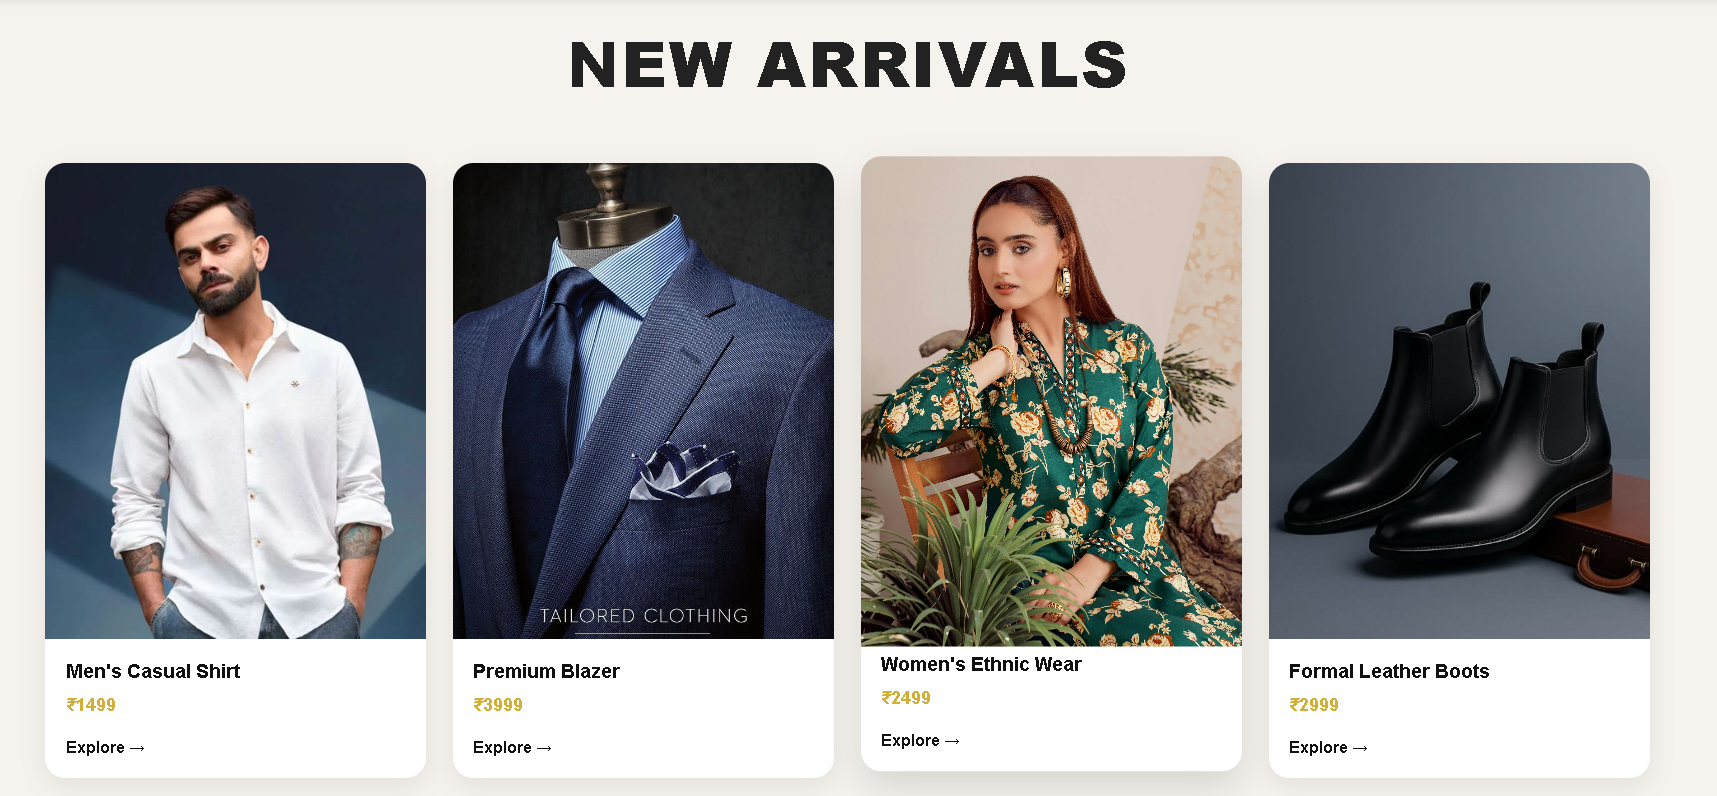 NEW ARRIVALS
TAILORED CLOTHING
Men's Casual Shirt
₹1499
Explore →
Premium Blazer
₹3999
Explore →
Women's Ethnic Wear
₹2499
Explore →
Formal Leather Boots
₹2999
Explore →